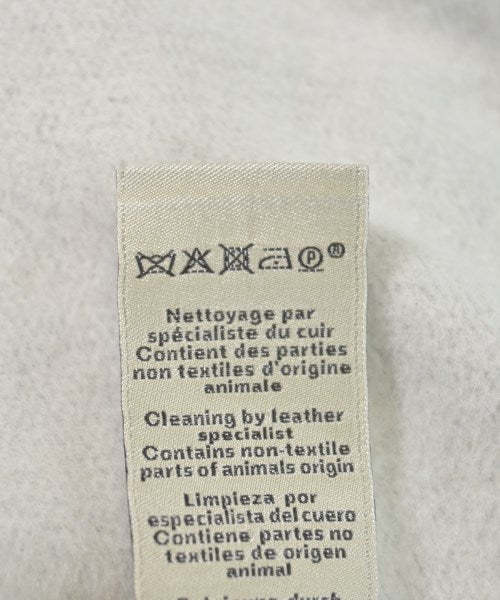 P ®
Nettoyage par
spécialiste du cuir
Contient des parties
non textiles d'origine
animale
Cleaning by leather
specialist
Contains non-textile
parts of animals origin
Limpieza por
especialista del cuero
Contiene partes no
textiles de origen
animal
durch